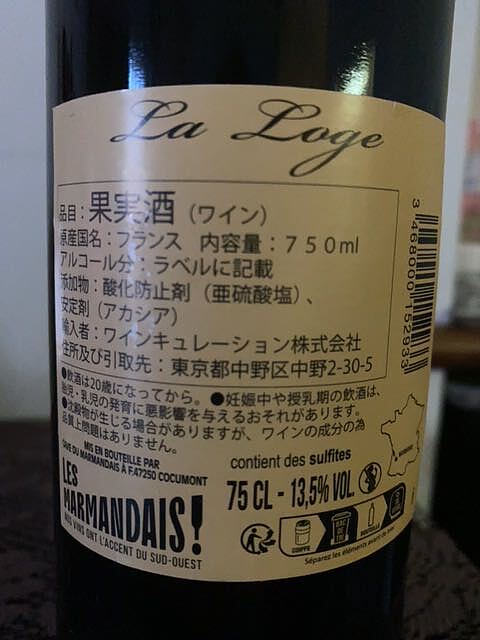 La Loge
品目：果実酒（ワイン）
原産国名：フランス　内容量：７５０ml
アルコール分：ラベルに記載
添加物：酸化防止剤（亜硫酸塩）、
安定剤（アカシア）
輸入者：ワインキュレーション株式会社
住所及び引取先：東京都中野区中野2-30-5
●飲酒は20歳になってから。●妊娠中や授乳期の飲酒は、
胎児・乳児の発育に悪影響を与えるおそれがあります。
●沈殿物が生じる場合がありますが、ワインの成分の為
品質上問題はありません。
3 468000 152933
MIS EN BOUTEILLE PAR
CAVE DU MARMANDAIS À F.47250 COCUMONT
LES
MARMANDAIS!
NOS VINS ONT L'ACCENT DU SUD-OUEST
contient des sulfites
75 CL - 13,5% VOL.
Séparez les éléments avant de trier